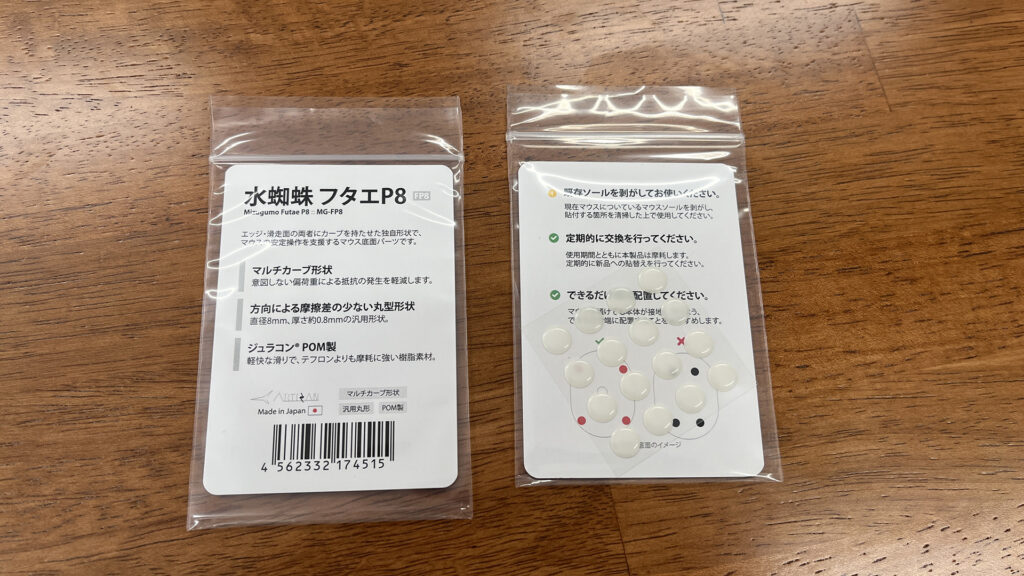 水蜘蛛 フタエP8 FP8
Mizugumo Futae P8 :: MG-FP8
エッジ・滑走面の両者にカーブを持たせた独自形状で、
マウスの安定操作を支援するマウス底面パーツです。
マルチカーブ形状
意図しない偏荷重による抵抗の発生を軽減します。
方向による摩擦差の少ない丸型形状
直径8mm、厚さ約0.8mmの汎用形状。
ジュラコン® POM製
軽快な滑りで、テフロンよりも摩耗に強い樹脂素材。
マルチカーブ形状
Made in Japan
汎用丸形 POM製
4 562332 174515
既存ソールを剥がしてお使いください。
現在マウスについているマウスソールを剥がし、
貼付する箇所を清掃した上で使用してください。
定期的に交換を行ってください。
使用期間とともに本製品は摩耗します。
定期的に新品への貼替えを行ってください。
できるだけ 配置してください。
底面のイメージ